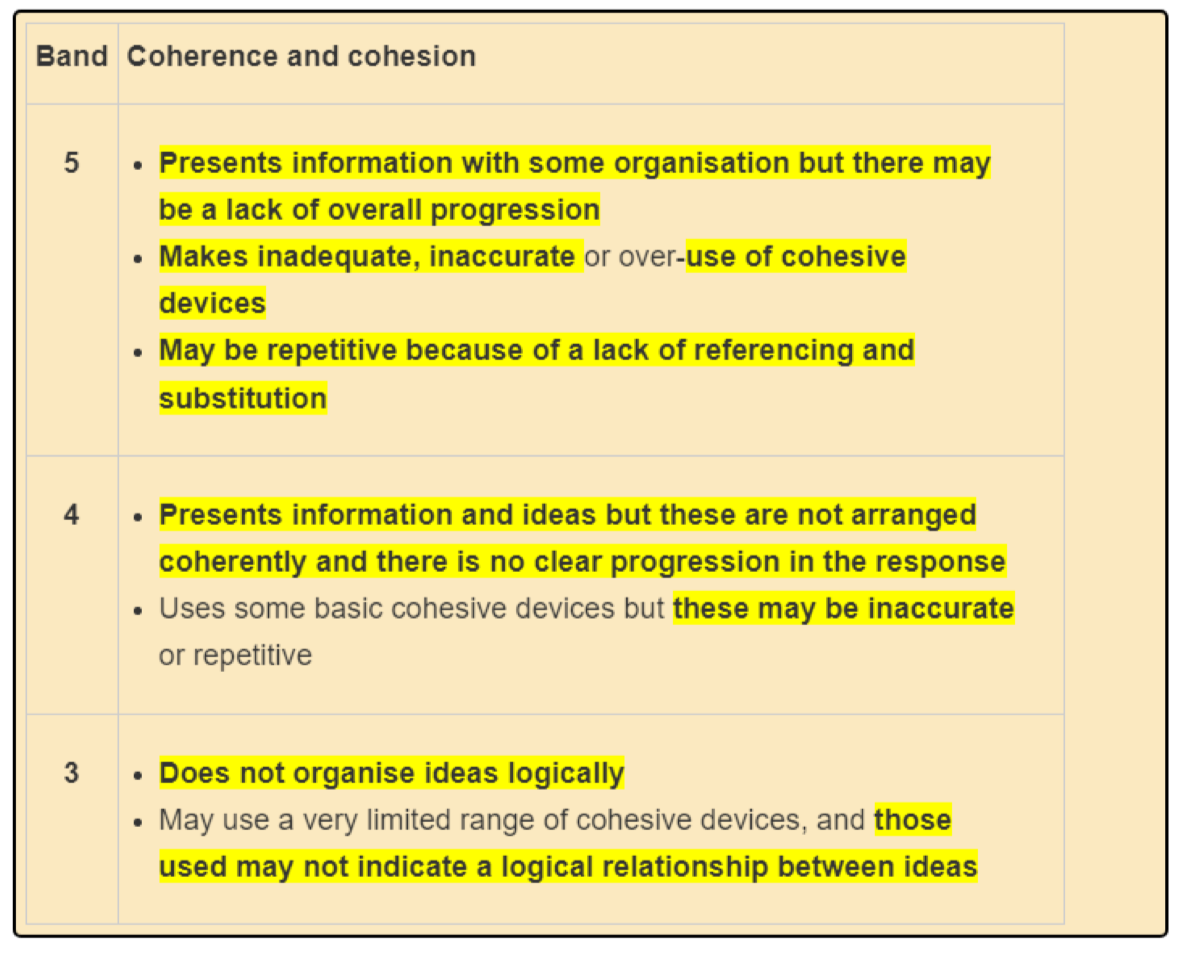 Band Coherence and cohesion
5
• Presents information with some organisation but there may
be a lack of overall progression
• Makes inadequate, inaccurate or over-use of cohesive
devices
• May be repetitive because of a lack of referencing and
substitution
4
• Presents information and ideas but these are not arranged
coherently and there is no clear progression in the response
• Uses some basic cohesive devices but these may be inaccurate
or repetitive
3
• Does not organise ideas logically
• May use a very limited range of cohesive devices, and those
used may not indicate a logical relationship between ideas